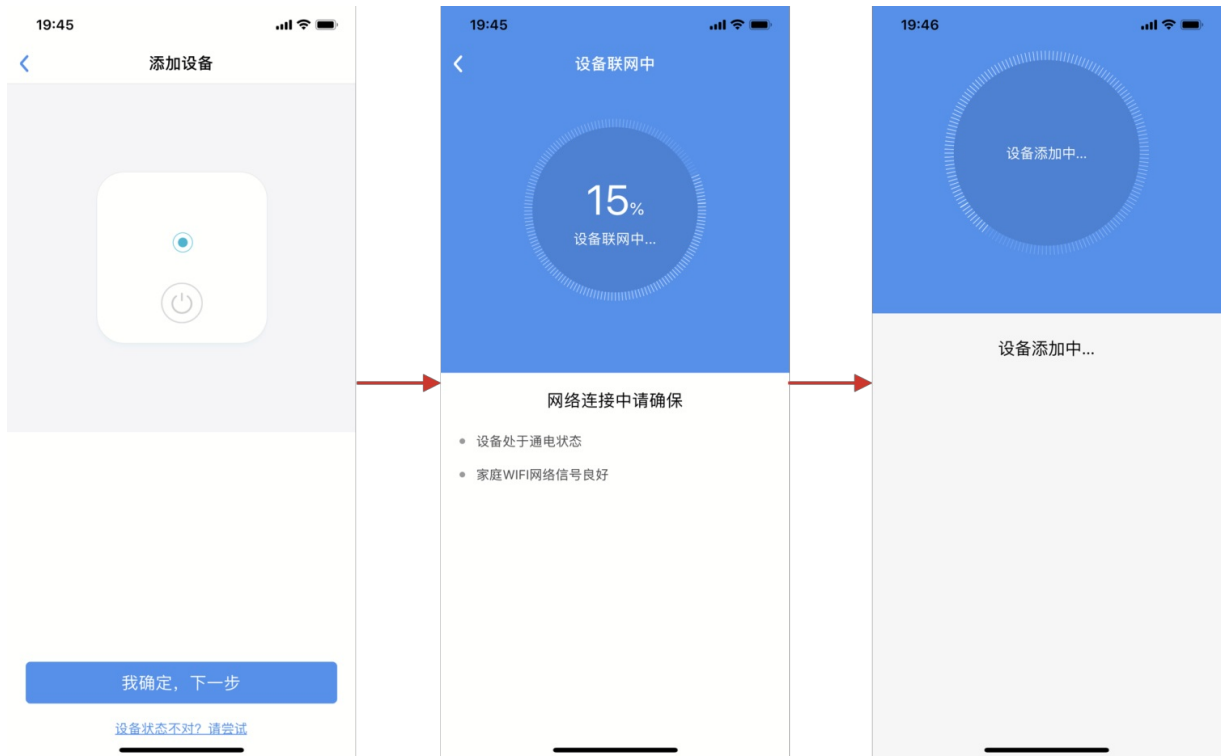 19:45
添加设备
我确定，下一步
设备状态不对？请尝试
19:45
设备联网中
15%
设备联网中...
网络连接中请确保
设备处于通电状态
家庭WIFI网络信号良好
19:46
设备添加中...
设备添加中...